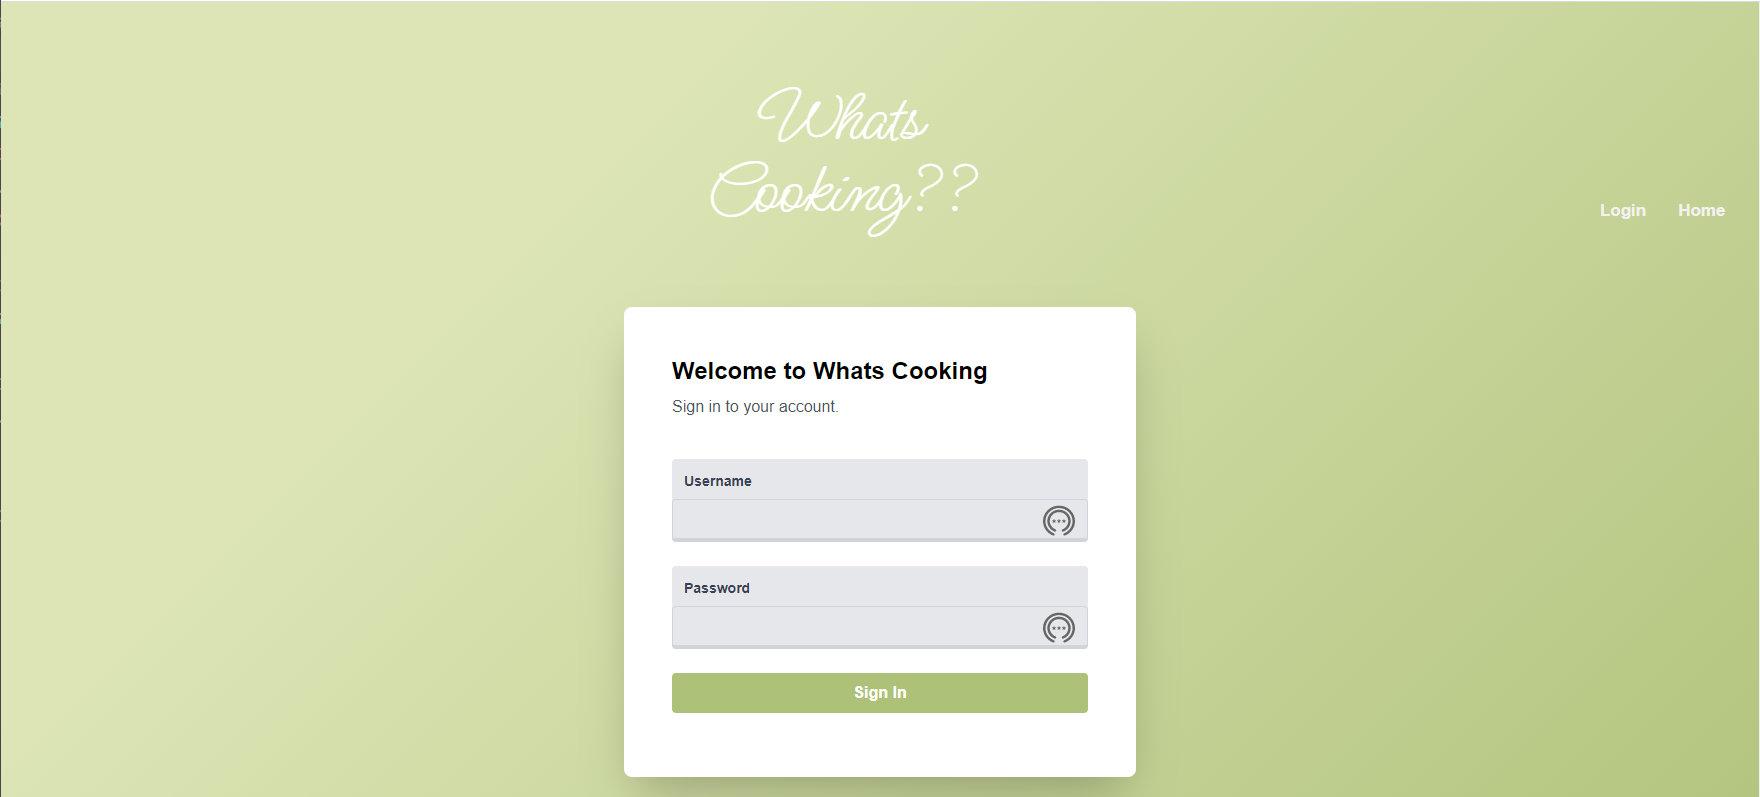 Whats
Cooking??
Login Home
Welcome to Whats Cooking
Sign in to your account.
Username
Password
Sign In